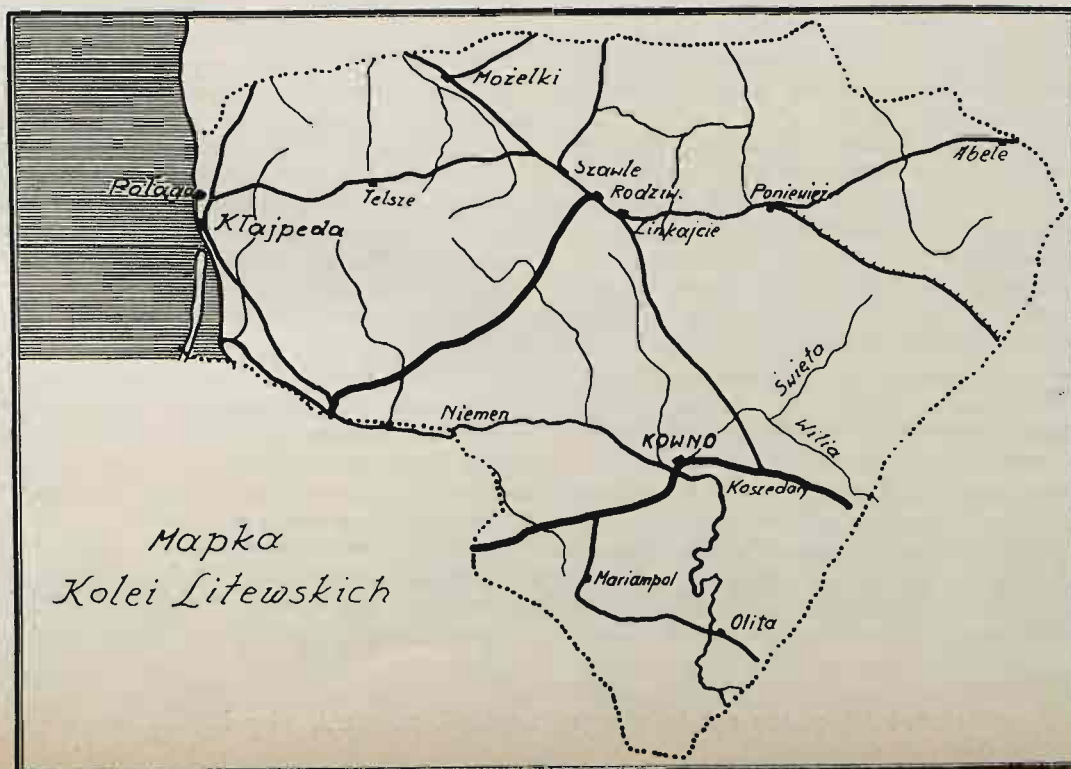 Możelki
Połąga
Kłajpeda
Telsze
Szawle
Rodziw.
Linkajcie
Poniewież
Abele
Niemen
Święta
Wilia
KOWNO
Koszedary
Mariampol
Olita
Mapka
Kolei Litewskich